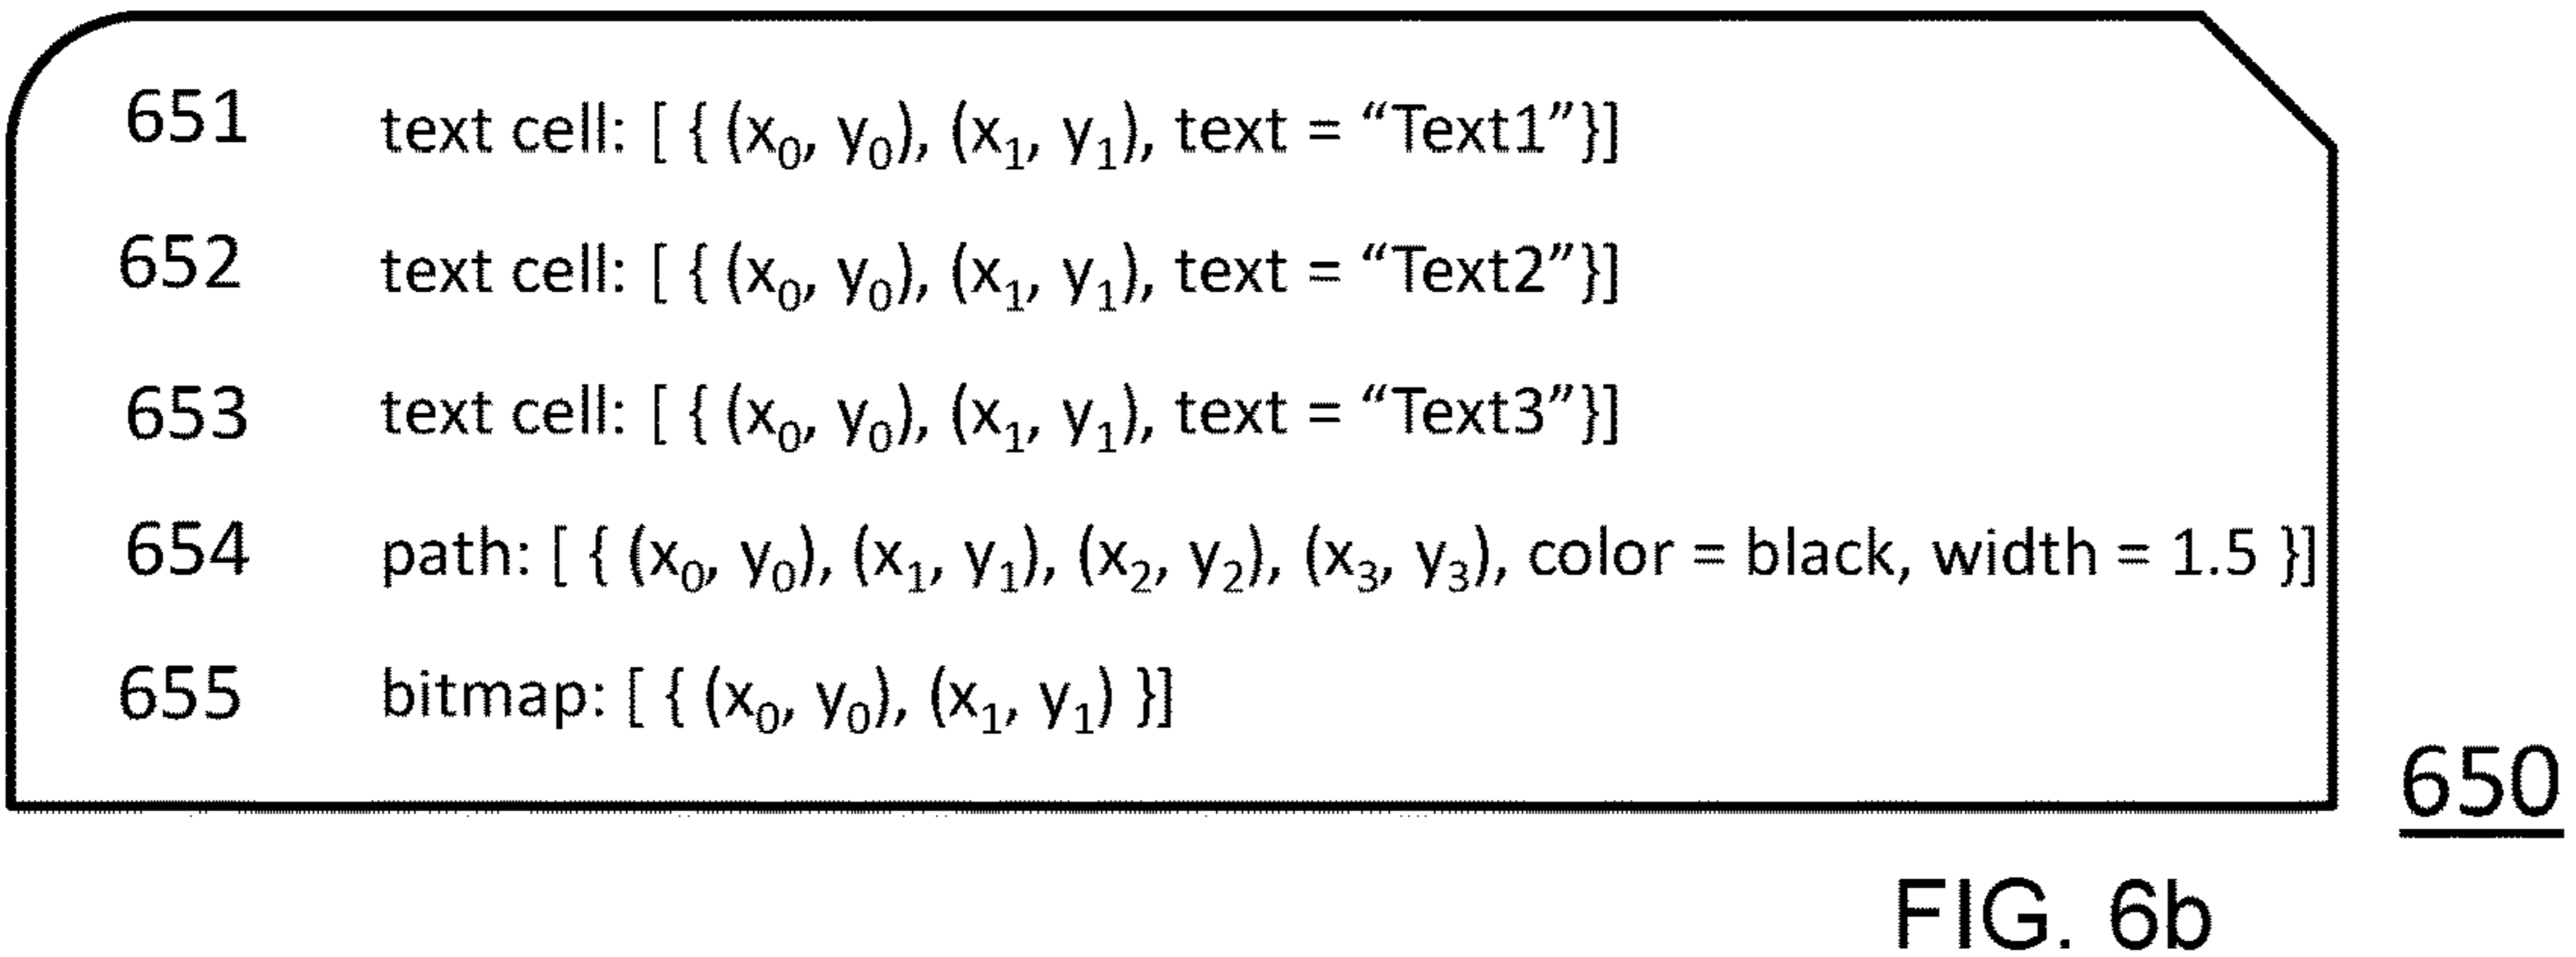 651 text cell: [ { (x₀, y₀), (x₁, y₁), text = “Text1”}]
652 text cell: [ { (x₀, y₀), (x₁, y₁), text = “Text2”}]
653 text cell: [ { (x₀, y₀), (x₁, y₁), text = “Text3”}]
654 path: [ { (x₀, y₀), (x₁, y₁), (x₂, y₂), (x₃, y₃), color = black, width = 1.5 }]
655 bitmap: [ { (x₀, y₀), (x₁, y₁) }]
650
FIG. 6b